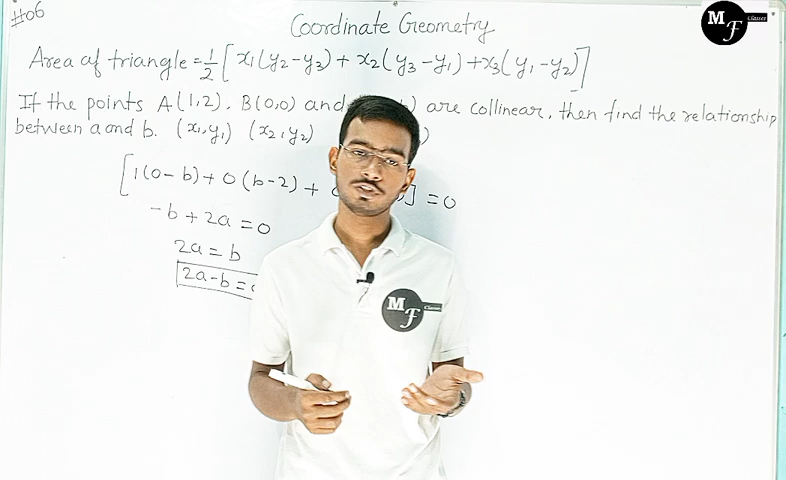 #06
Coordinate Geometry
M F Classes
Area of triangle = 1/2 [ x₁(y₂-y₃) + x₂(y₃-y₁) + x₃(y₁-y₂) ]
If the points A(1,2), B(0,0) and b) are collinear, then find the relationship
between a and b. (x₁,y₁) (x₂,y₂) )
[1(0-b) + 0(b-2) + ] = 0
-b + 2a = 0
2a = b
2a-b =
M F Classes